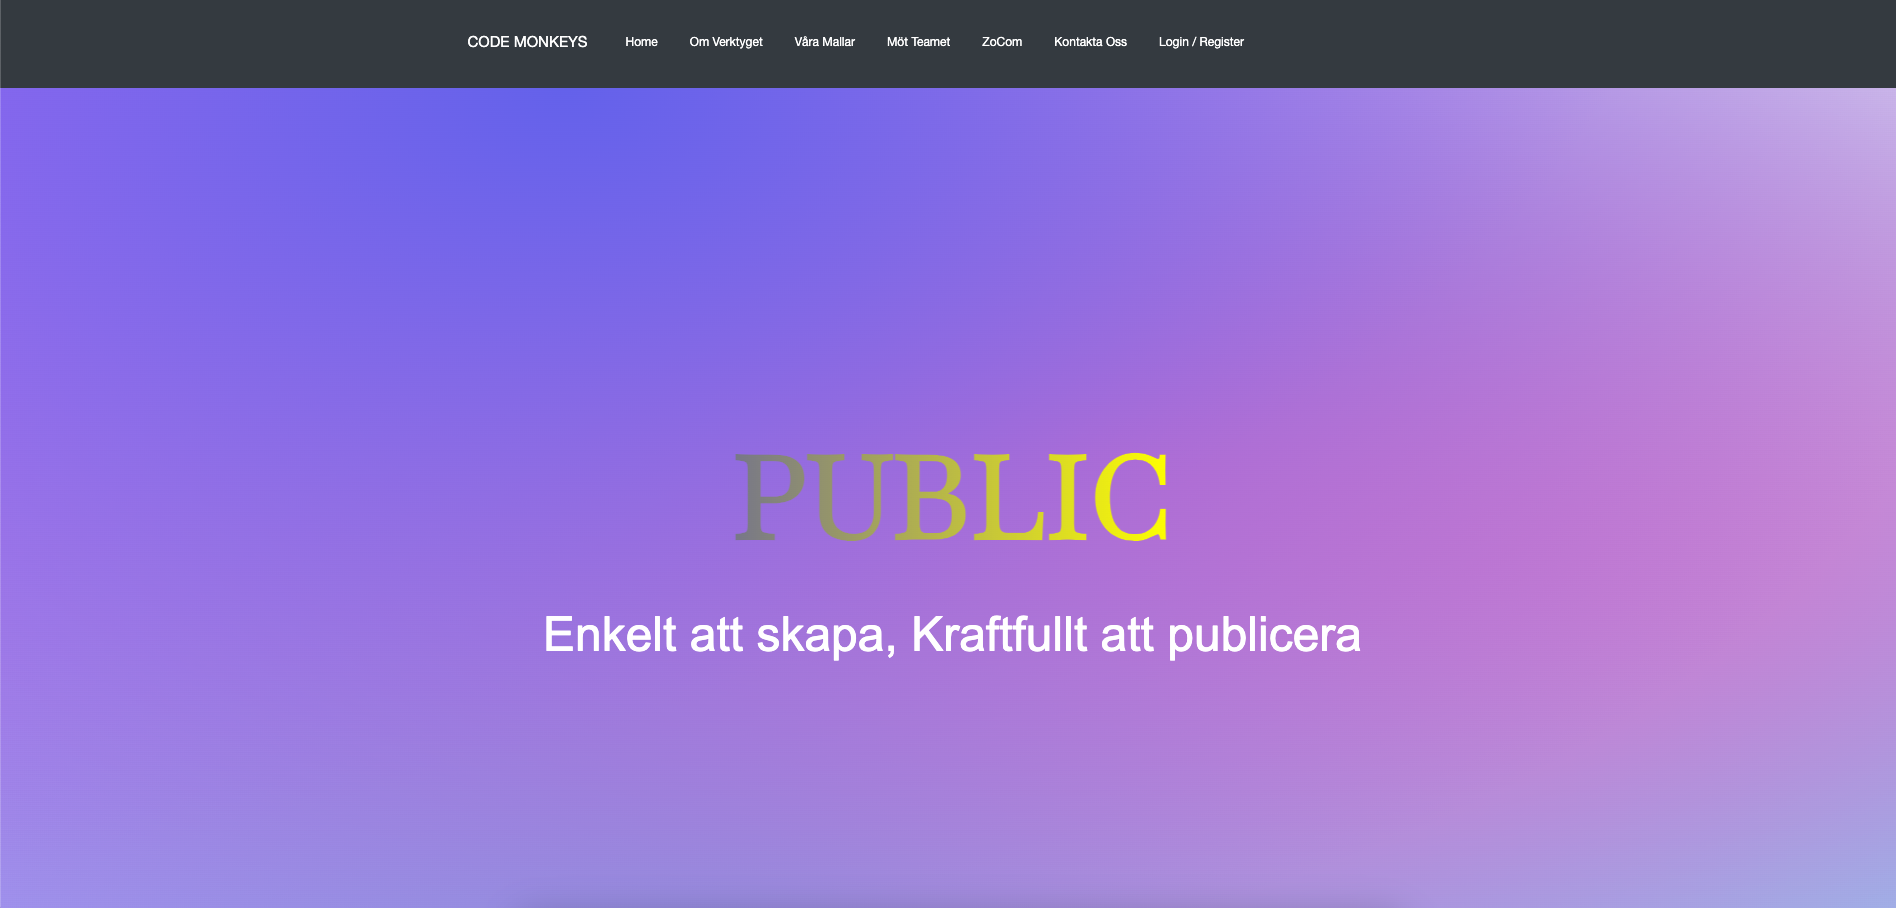 CODE MONKEYS Home Om Verktyget Våra Mallar Möt Teamet ZoCom Kontakta Oss Login / Register
PUBLIC
Enkelt att skapa, Kraftfullt att publicera